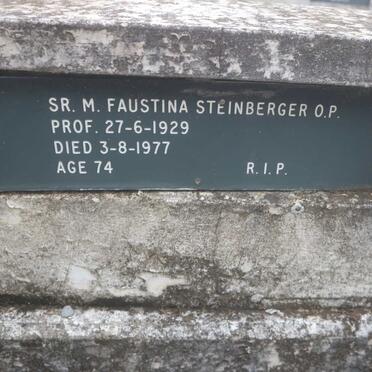 SR. M. FAUSTINA STEINBERGER O.P.
PROF. 27-6-1929
DIED 3-8-1977
AGE 74 R.I.P.